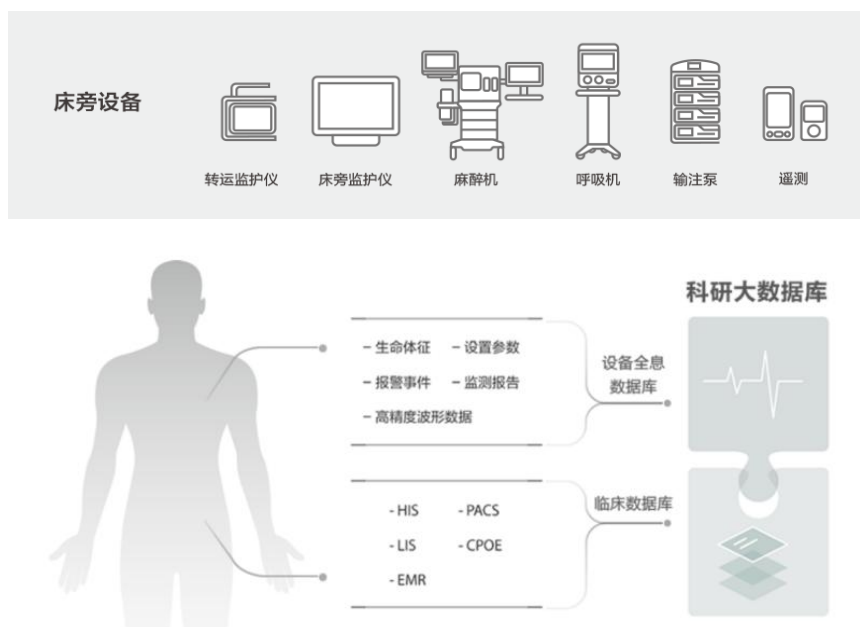 床旁设备
转运监护仪 床旁监护仪 麻醉机 呼吸机 输注泵 遥测
科研大数据库
– 生命体征 – 设置参数
– 报警事件 – 监测报告
– 高精度波形数据
设备全息
数据库
- HIS - PACS
- LIS - CPOE
- EMR
临床数据库